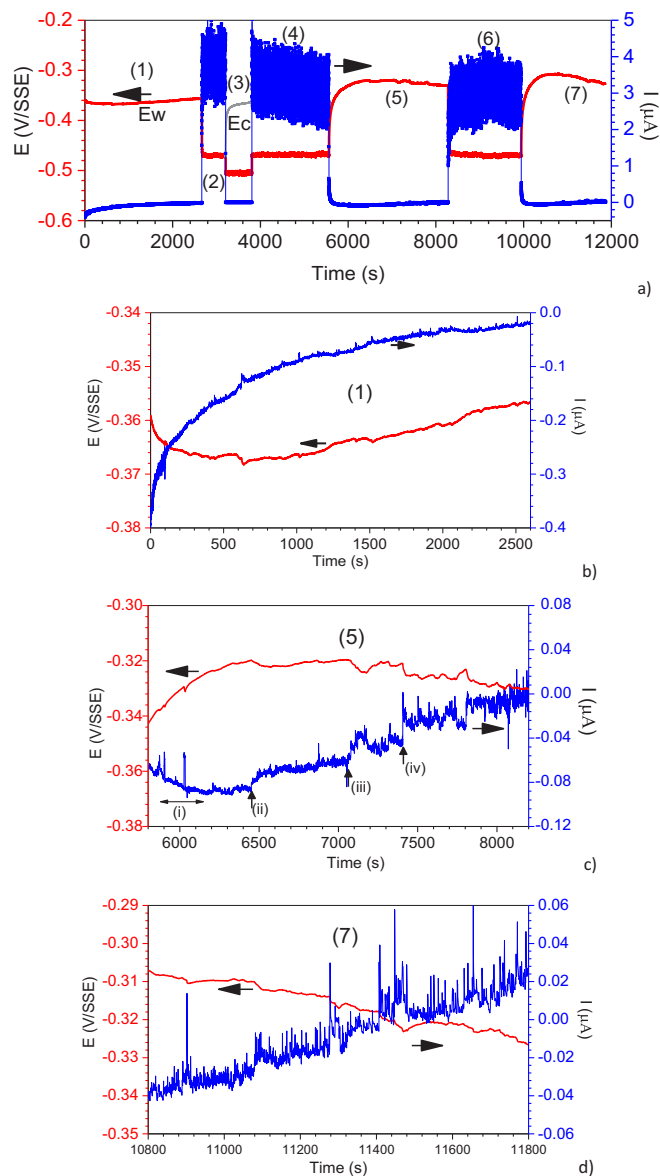 -0.2
-0.3
-0.4
-0.5
-0.6
E (V/SSE)
5
4
3
2
1
0
I (µA)
(1)
Ew
(2)
(3)
Ec
(4)
(5)
(6)
(7)
0 2000 4000 6000 8000 10000 12000
Time (s)
a)
-0.34
-0.35
-0.36
-0.37
-0.38
E (V/SSE)
0.0
-0.1
-0.2
-0.3
-0.4
I (µA)
(1)
0 500 1000 1500 2000 2500
Time (s)
b)
-0.30
-0.32
-0.34
-0.36
-0.38
E (V/SSE)
0.08
0.04
0.00
-0.04
-0.08
-0.12
I (µA)
(5)
(i)
(ii)
(iii)
(iv)
6000 6500 7000 7500 8000
Time (s)
c)
-0.29
-0.30
-0.31
-0.32
-0.33
-0.34
-0.35
E (V/SSE)
0.06
0.04
0.02
0.00
-0.02
-0.04
0.06
I (µA)
(7)
10800 11000 11200 11400 11600 11800
Time (s)
d)